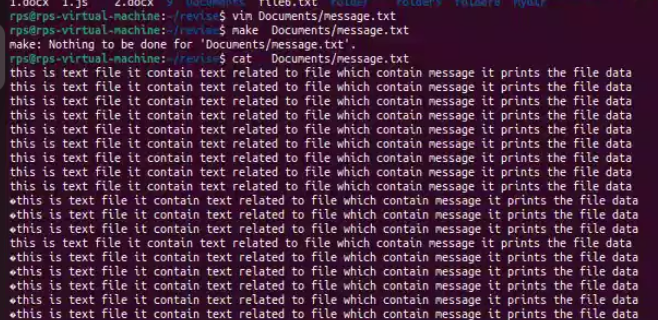 1.docx 1.js 2.docx 9 Documents file6.txt folder folders folders myDir
rps@rps-virtual-machine:~/revise$ vim Documents/message.txt
rps@rps-virtual-machine:~/revise$ make  Documents/message.txt
make: Nothing to be done for 'Documents/message.txt'.
rps@rps-virtual-machine:~/revise$ cat   Documents/message.txt
this is text file it contain text related to file which contain message it prints the file data
this is text file it contain text related to file which contain message it prints the file data
this is text file it contain text related to file which contain message it prints the file data
this is text file it contain text related to file which contain message it prints the file data
this is text file it contain text related to file which contain message it prints the file data
this is text file it contain text related to file which contain message it prints the file data
this is text file it contain text related to file which contain message it prints the file data
this is text file it contain text related to file which contain message it prints the file data
this is text file it contain text related to file which contain message it prints the file data
�this is text file it contain text related to file which contain message it prints the file data
�this is text file it contain text related to file which contain message it prints the file data
�this is text file it contain text related to file which contain message it prints the file data
this is text file it contain text related to file which contain message it prints the file data
�this is text file it contain text related to file which contain message it prints the file data
�this is text file it contain text related to file which contain message it prints the file data
�this is text file it contain text related to file which contain message it prints the file data
�this is text file it contain text related to file which contain message it prints the file data
�this is text file it contain text related to file which contain message it prints the file data